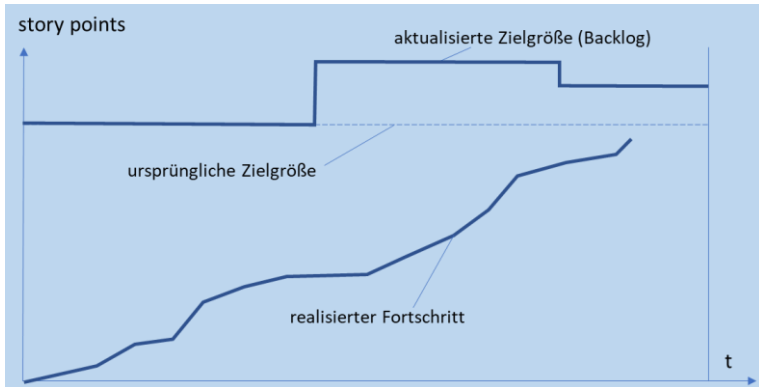 story points
aktualisierte Zielgröße (Backlog)
ursprüngliche Zielgröße
realisierter Fortschritt
t